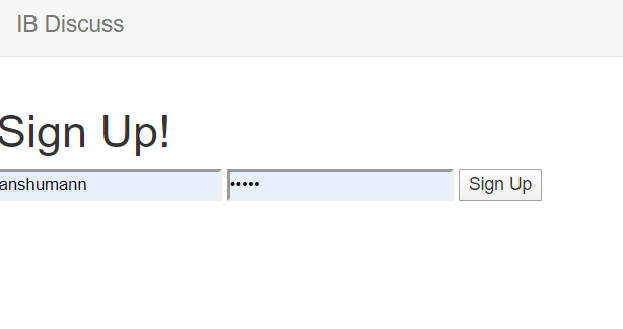 IB Discuss
Sign Up!
anshumann ••••• Sign Up